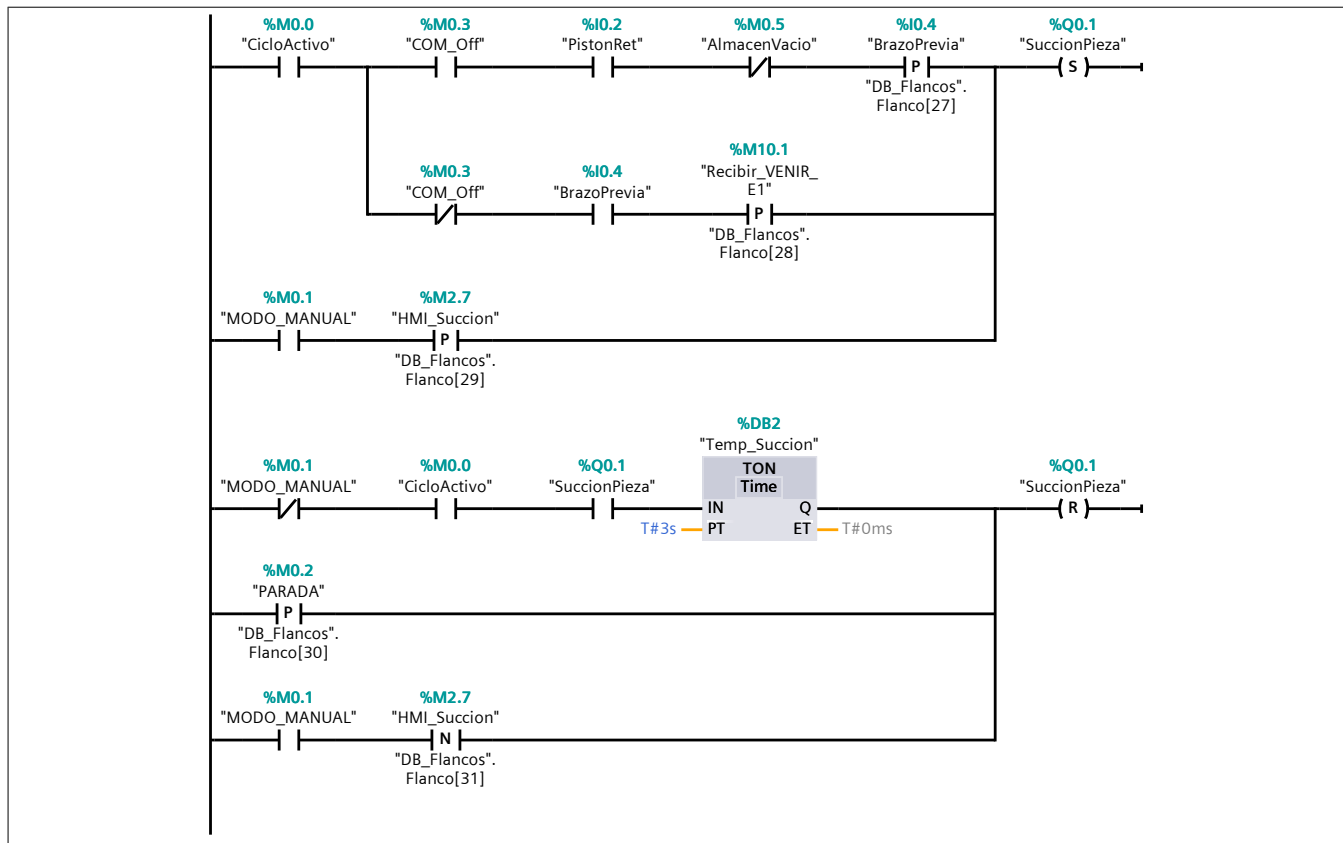 %M0.0 %M0.3 %I0.2 %M0.5 %I0.4 %Q0.1
"CicloActivo" "COM_Off" "PistonRet" "AlmacenVacio" "BrazoPrevia" "SuccionPieza"
P S
"DB_Flancos".
Flanco[27]
%M10.1
%M0.3 %I0.4 "Recibir_VENIR_
"COM_Off" "BrazoPrevia" E1"
P
"DB_Flancos".
Flanco[28]
%M0.1 %M2.7
"MODO_MANUAL" "HMI_Succion"
P
"DB_Flancos".
Flanco[29]
%DB2
"Temp_Succion"
%M0.1 %M0.0 %Q0.1 TON %Q0.1
"MODO_MANUAL" "CicloActivo" "SuccionPieza" Time "SuccionPieza"
IN Q R
T#3s PT ET T#0ms
%M0.2
"PARADA"
P
"DB_Flancos".
Flanco[30]
%M0.1 %M2.7
"MODO_MANUAL" "HMI_Succion"
N
"DB_Flancos".
Flanco[31]